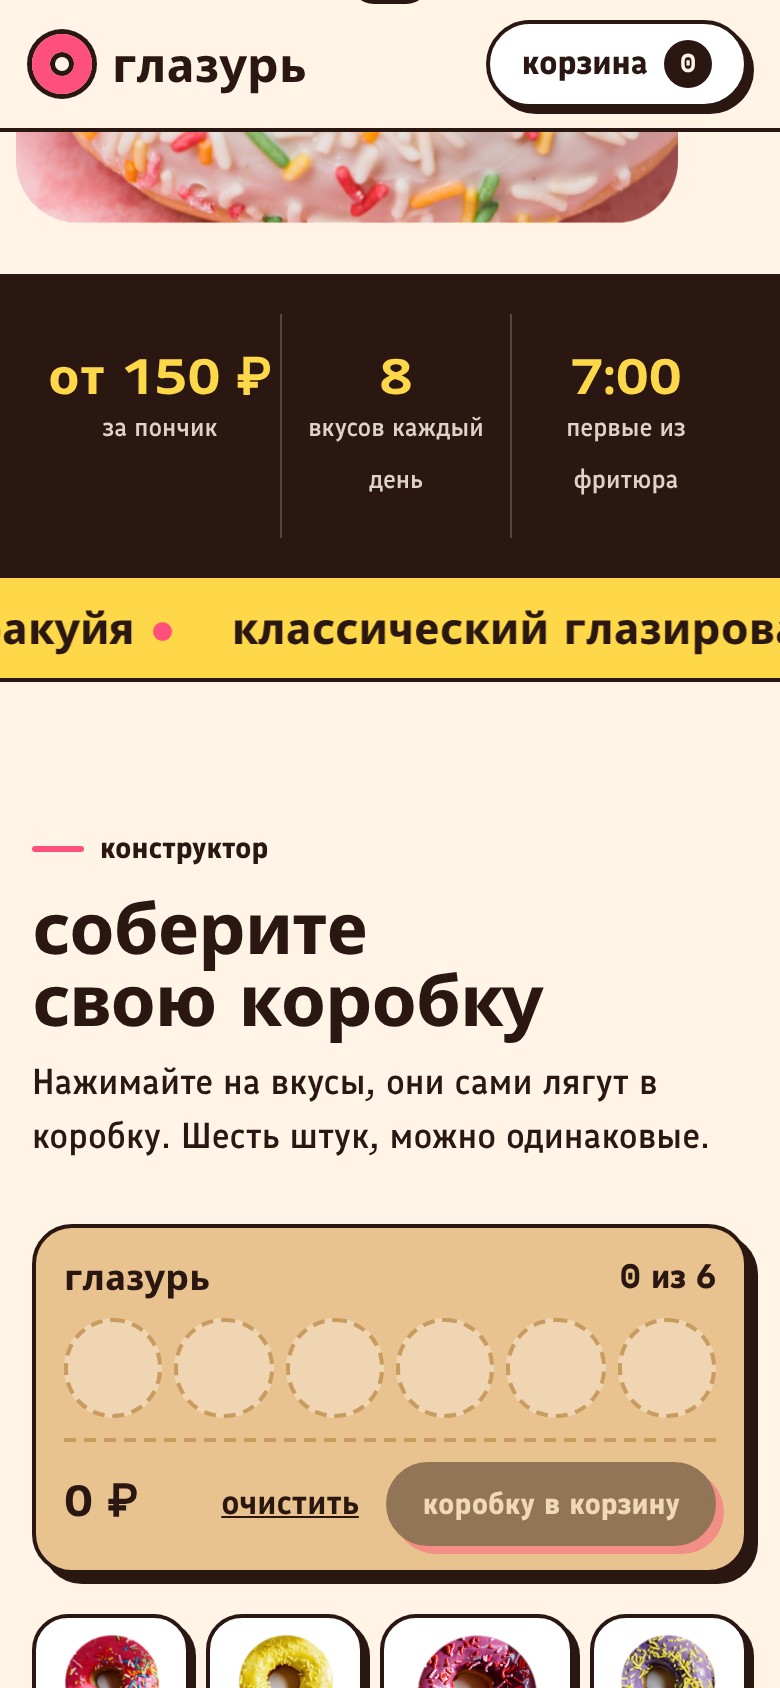 глазурь
корзина 0
от 150 ₽
за пончик
8
вкусов каждый
день
7:00
первые из
фритюра
акуйя
классический глазиров
конструктор
соберите
свою коробку
Нажимайте на вкусы, они сами лягут в
коробку. Шесть штук, можно одинаковые.
глазурь
0 из 6
0 ₽
очистить
коробку в корзину